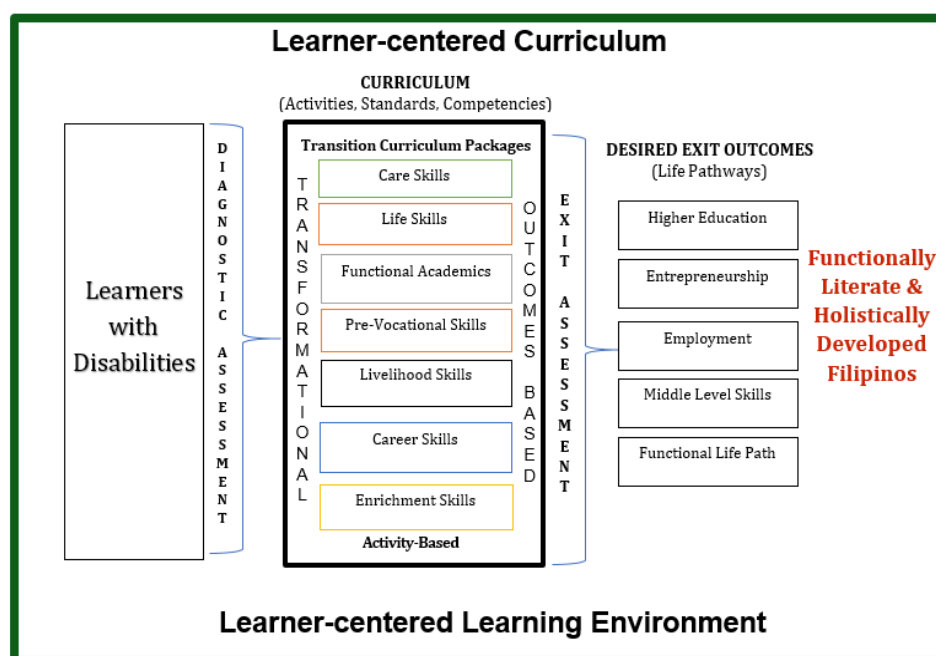 Learner-centered Curriculum
CURRICULUM
(Activities, Standards, Competencies)
Learners
with
Disabilities
DIAGNOSTIC ASSESSMENT
Transition Curriculum Packages
TRANSFORMATIONAL
Care Skills
Life Skills
Functional Academics
Pre-Vocational Skills
Livelihood Skills
Career Skills
Enrichment Skills
OUTCOMES BASED
Activity-Based
EXIT ASSESSMENT
DESIRED EXIT OUTCOMES
(Life Pathways)
Higher Education
Entrepreneurship
Employment
Middle Level Skills
Functional Life Path
Functionally
Literate &
Holistically
Developed
Filipinos
Learner-centered Learning Environment